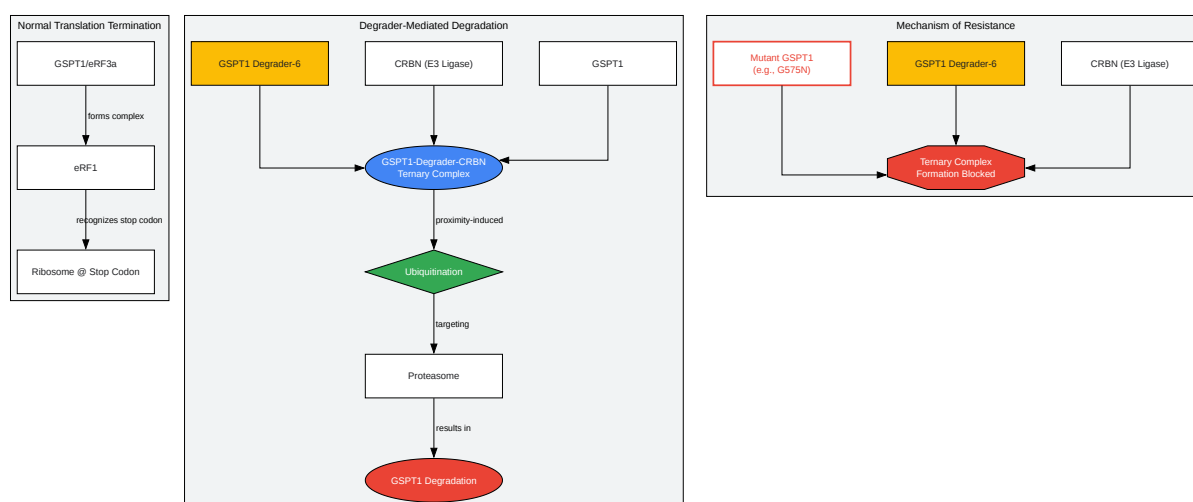 Normal Translation Termination
GSPT1/eRF3a
forms complex
eRF1
recognizes stop codon
Ribosome @ Stop Codon
Degrader-Mediated Degradation
GSPT1 Degrader-6
CRBN (E3 Ligase)
GSPT1
GSPT1-Degrader-CRBN
Ternary Complex
proximity-induced
Ubiquitination
targeting
Proteasome
results in
GSPT1 Degradation
Mechanism of Resistance
Mutant GSPT1
(e.g., G575N)
GSPT1 Degrader-6
CRBN (E3 Ligase)
Ternary Complex
Formation Blocked